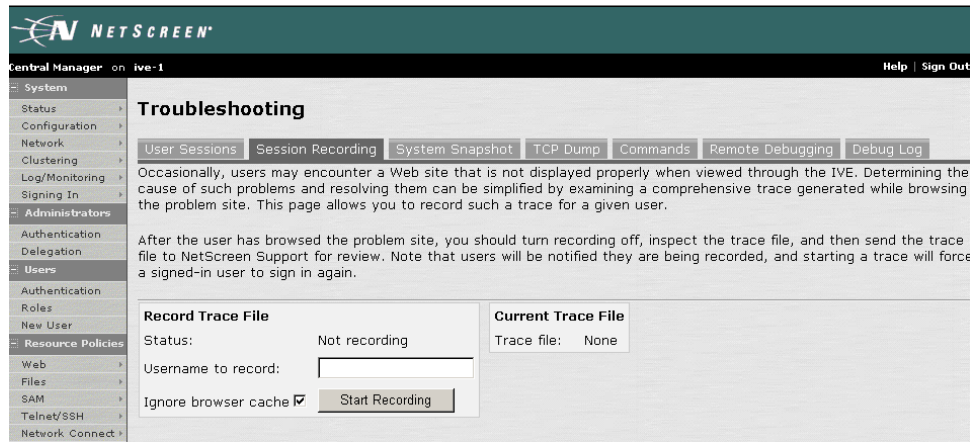 NETSCREEN®
Central Manager on ive-1
Help | Sign Out
System
Status
Configuration
Network
Clustering
Log/Monitoring
Signing In
Administrators
Authentication
Delegation
Users
Authentication
Roles
New User
Resource Policies
Web
Files
SAM
Telnet/SSH
Network Connect
Troubleshooting
User Sessions
Session Recording
System Snapshot
TCP Dump
Commands
Remote Debugging
Debug Log
Occasionally, users may encounter a Web site that is not displayed properly when viewed through the IVE. Determining the
cause of such problems and resolving them can be simplified by examining a comprehensive trace generated while browsing
the problem site. This page allows you to record such a trace for a given user.
After the user has browsed the problem site, you should turn recording off, inspect the trace file, and then send the trace
file to NetScreen Support for review. Note that users will be notified they are being recorded, and starting a trace will force
a signed-in user to sign in again.
Record Trace File
Status: Not recording
Username to record:
Ignore browser cache Start Recording
Current Trace File
Trace file: None